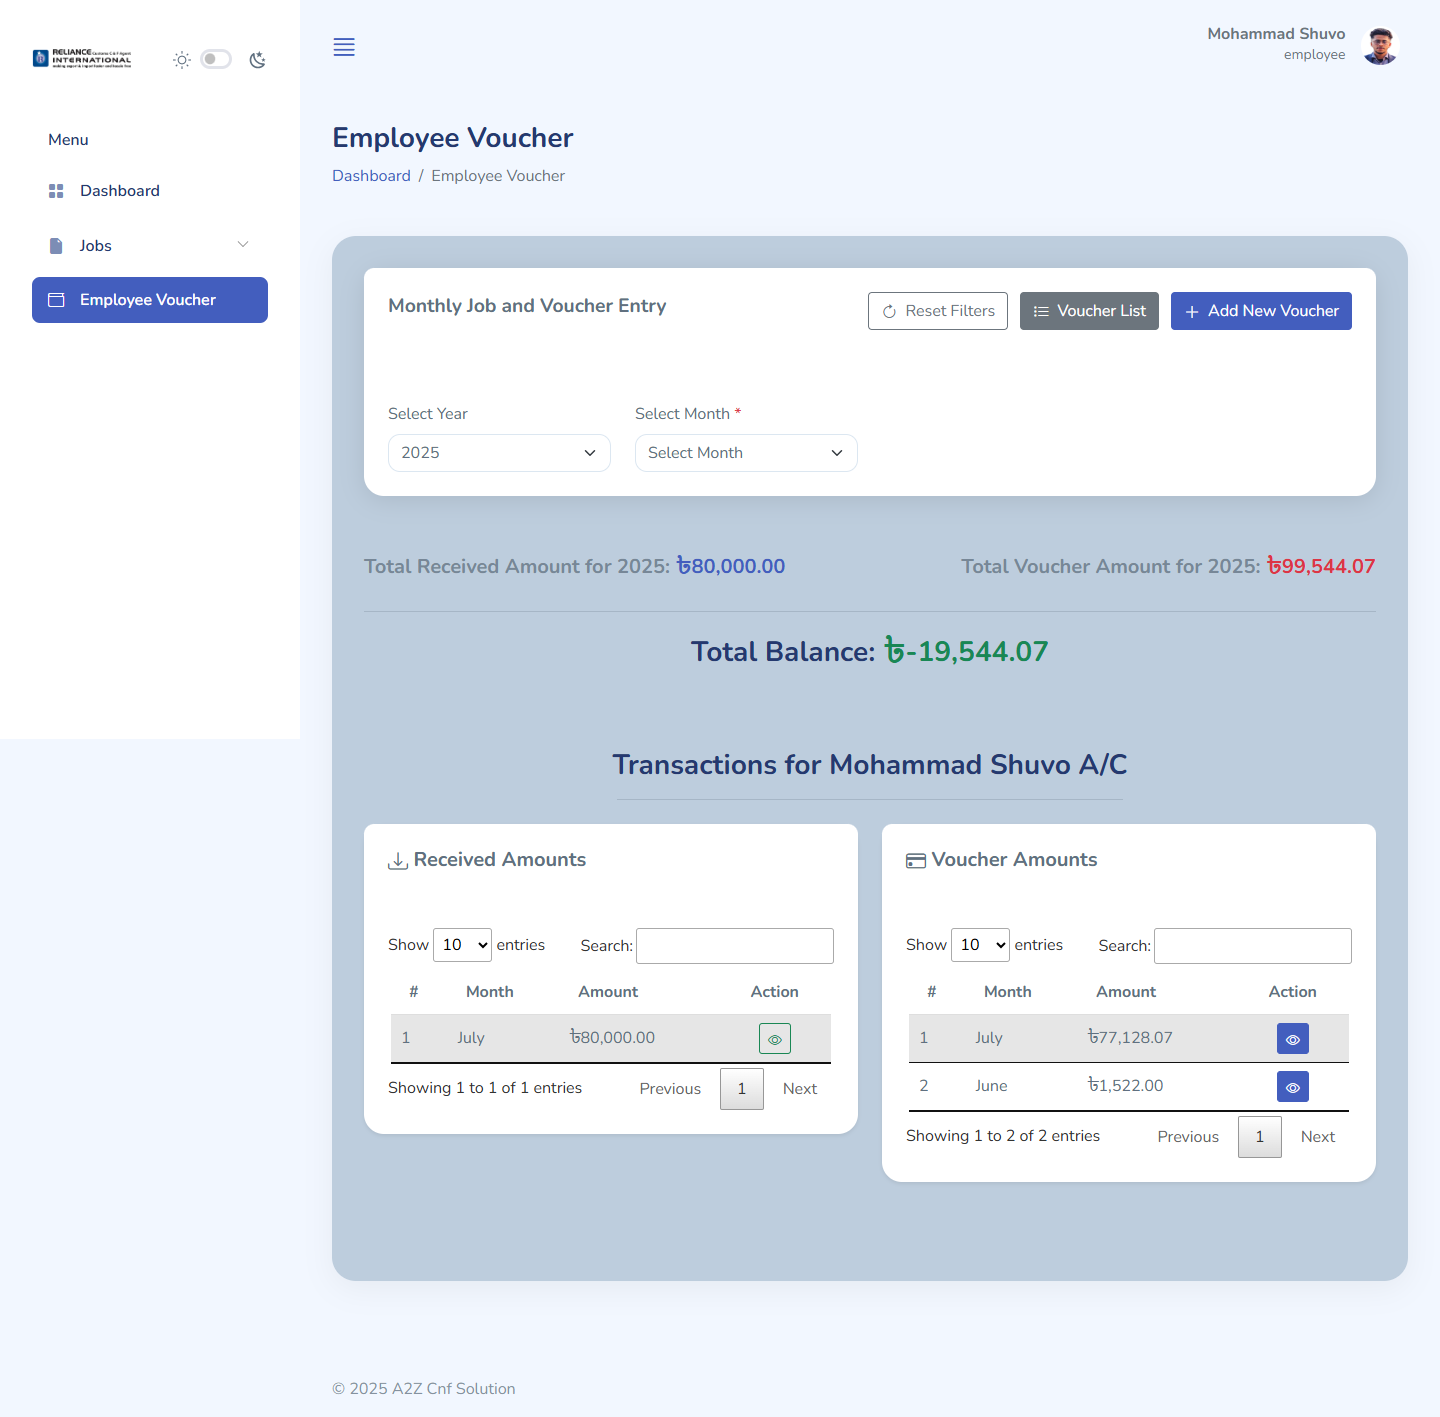 RELIANCE Customs C & F Agent
INTERNATIONAL
Mohammad Shuvo
employee
Menu
Dashboard
Jobs
Employee Voucher
Employee Voucher
Dashboard / Employee Voucher
Monthly Job and Voucher Entry
Reset Filters
Voucher List
Add New Voucher
Select Year
Select Month *
2025
Select Month
Total Received Amount for 2025: ৳80,000.00
Total Voucher Amount for 2025: ৳99,544.07
Total Balance: ৳-19,544.07
Transactions for Mohammad Shuvo A/C
Received Amounts
Show 10 entries Search:
# Month Amount Action
1 July ৳80,000.00
Showing 1 to 1 of 1 entries Previous 1 Next
Voucher Amounts
Show 10 entries Search:
# Month Amount Action
1 July ৳77,128.07
2 June ৳1,522.00
Showing 1 to 2 of 2 entries Previous 1 Next
© 2025 A2Z Cnf Solution